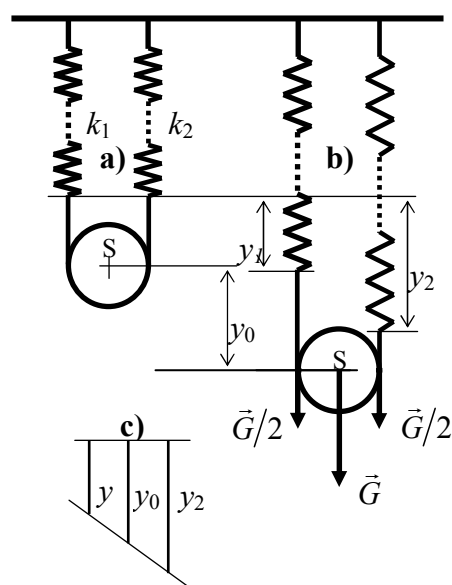 k₁ k₂
a) b)
S
y₁
y₂
y₀
S
G⃗/2 G⃗/2
c)
G⃗
y y₀ y₂